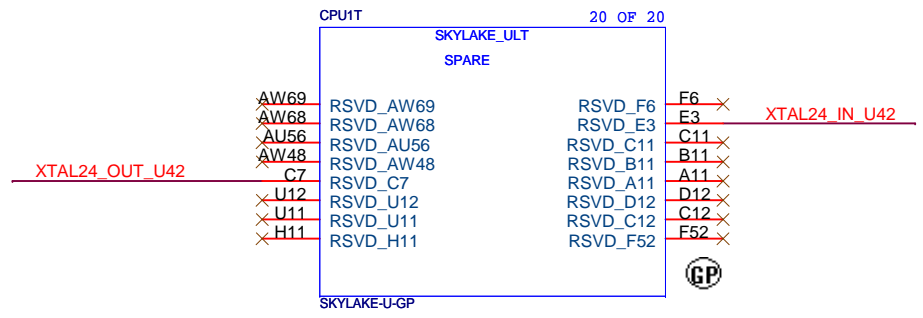 CPU1T 20 OF 20
SKYLAKE_ULT
SPARE
AW69 RSVD_AW69 RSVD_F6 F6
AW68 RSVD_AW68 RSVD_E3 E3 XTAL24_IN_U42
AU56 RSVD_AU56 RSVD_C11 C11
AW48 RSVD_AW48 RSVD_B11 B11
XTAL24_OUT_U42 C7 RSVD_C7 RSVD_A11 A11
U12 RSVD_U12 RSVD_D12 D12
U11 RSVD_U11 RSVD_C12 C12
H11 RSVD_H11 RSVD_F52 F52
GP
SKYLAKE-U-GP